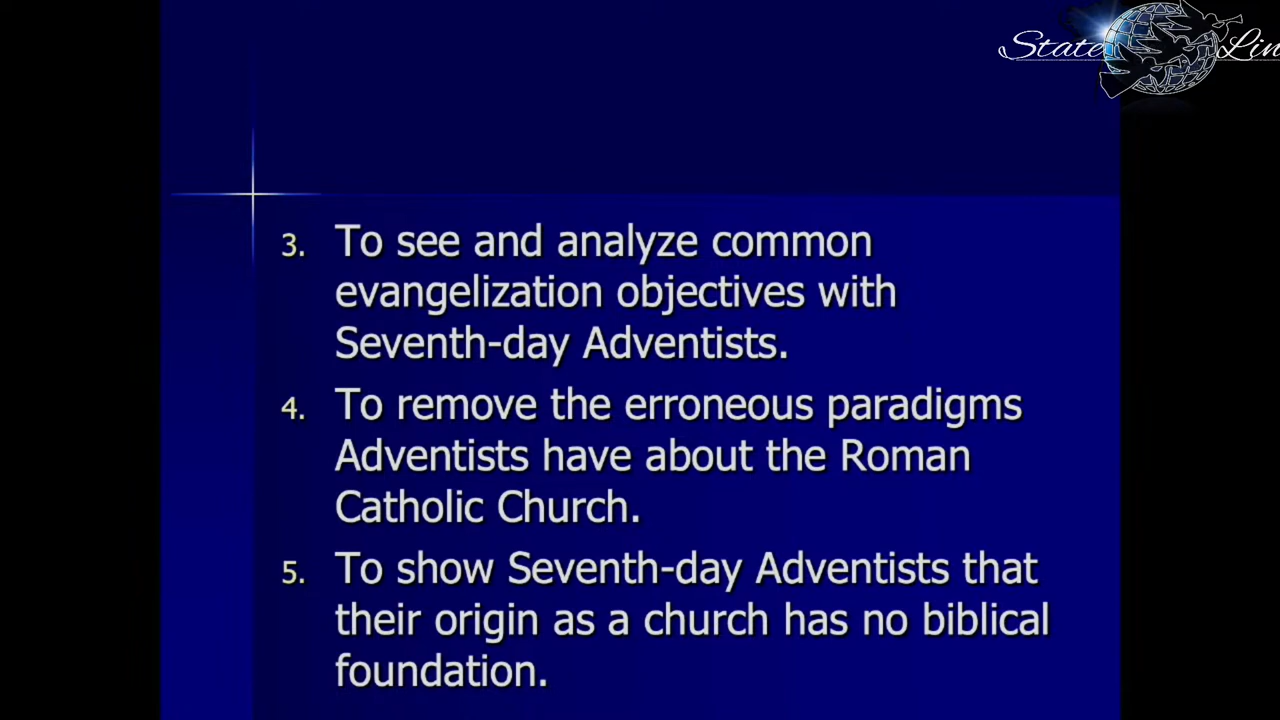 State Lin
3. To see and analyze common
evangelization objectives with
Seventh-day Adventists.
4. To remove the erroneous paradigms
Adventists have about the Roman
Catholic Church.
5. To show Seventh-day Adventists that
their origin as a church has no biblical
foundation.